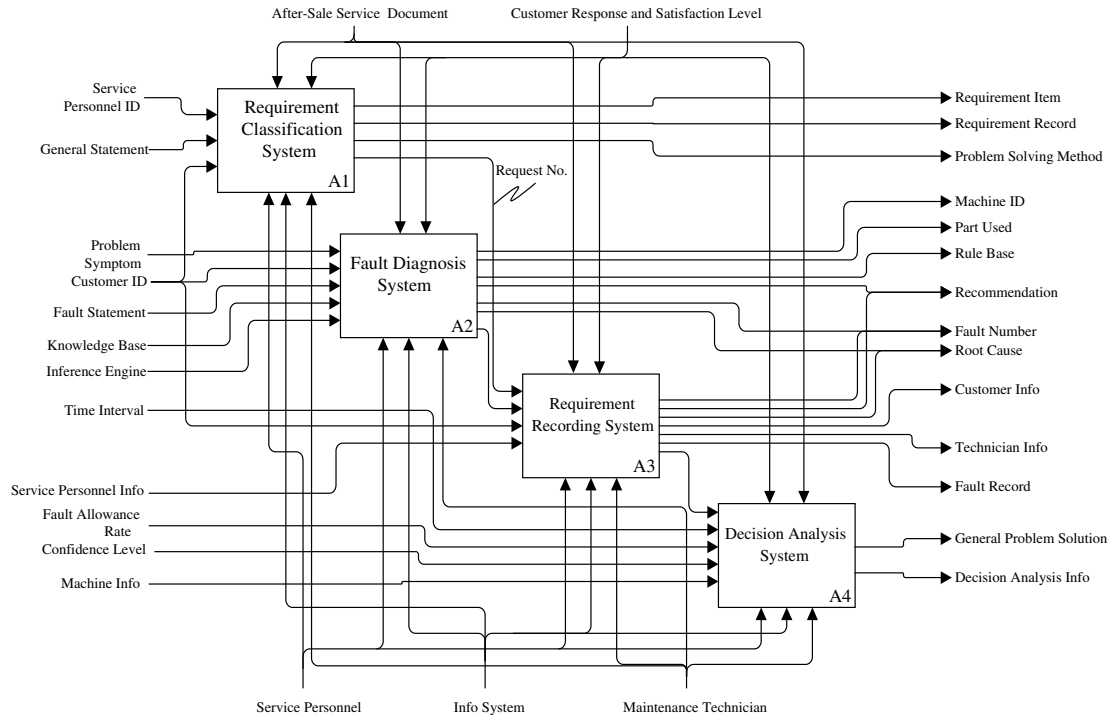 After-Sale Service Document
Customer Response and Satisfaction Level
Service
Personnel ID
General Statement
Requirement
Classification
System
A1
Requirement Item
Requirement Record
Problem Solving Method
Request No.
Problem
Symptom
Customer ID
Fault Statement
Knowledge Base
Inference Engine
Fault Diagnosis
System
A2
Machine ID
Part Used
Rule Base
Recommendation
Fault Number
Root Cause
Time Interval
Service Personnel Info
Requirement
Recording System
A3
Customer Info
Technician Info
Fault Record
Fault Allowance
Rate
Confidence Level
Machine Info
Decision Analysis
System
A4
General Problem Solution
Decision Analysis Info
Service Personnel
Info System
Maintenance Technician